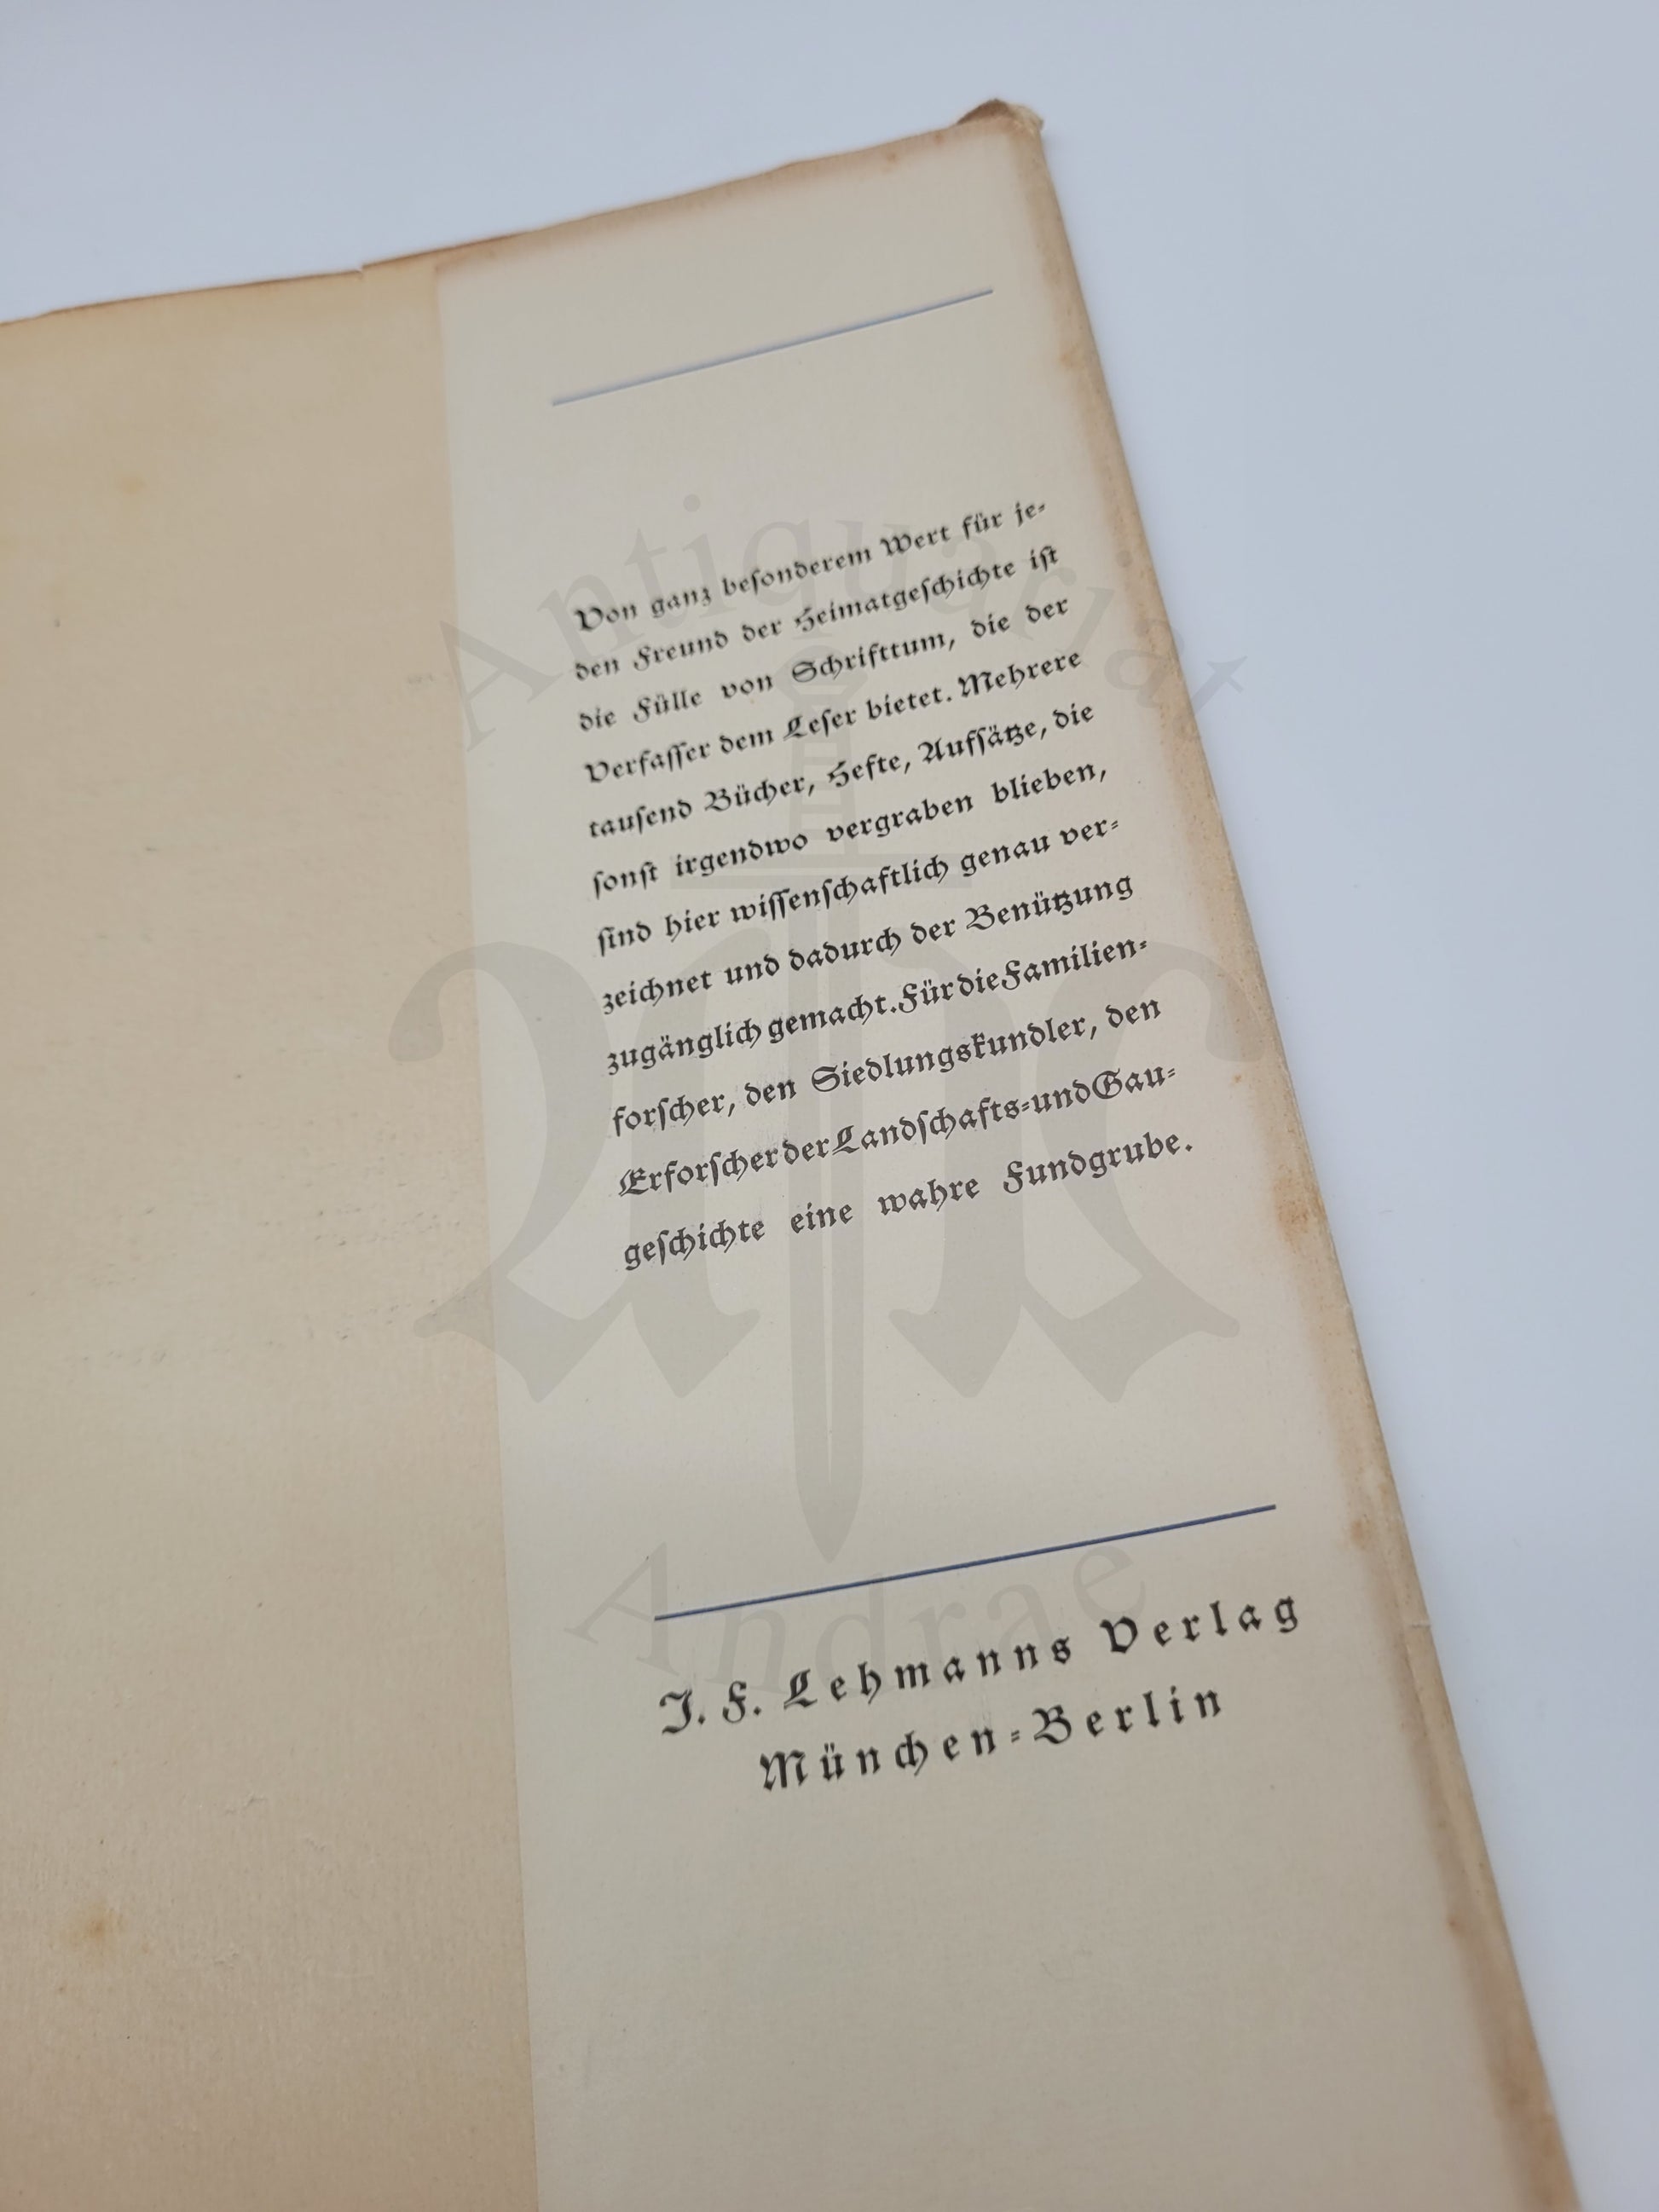 Von ganz besonderem Wert für je-
den Freund der Heimatgeschichte ist
die Fülle von Schrifttum, die der
Verfasser dem Leser bietet. Mehrere
tausend Bücher, Hefte, Aufsätze, die
sonst irgendwo vergraben blieben,
sind hier wissenschaftlich genau ver-
zeichnet und dadurch der Benützung
zugänglich gemacht. Für die Familien-
forscher, den Siedlungskundler, den
Erforscher der Landschafts- und Gau-
geschichte eine wahre Fundgrube.
J. F. Lehmanns Verlag
München-Berlin
Antiquariat
Andrae